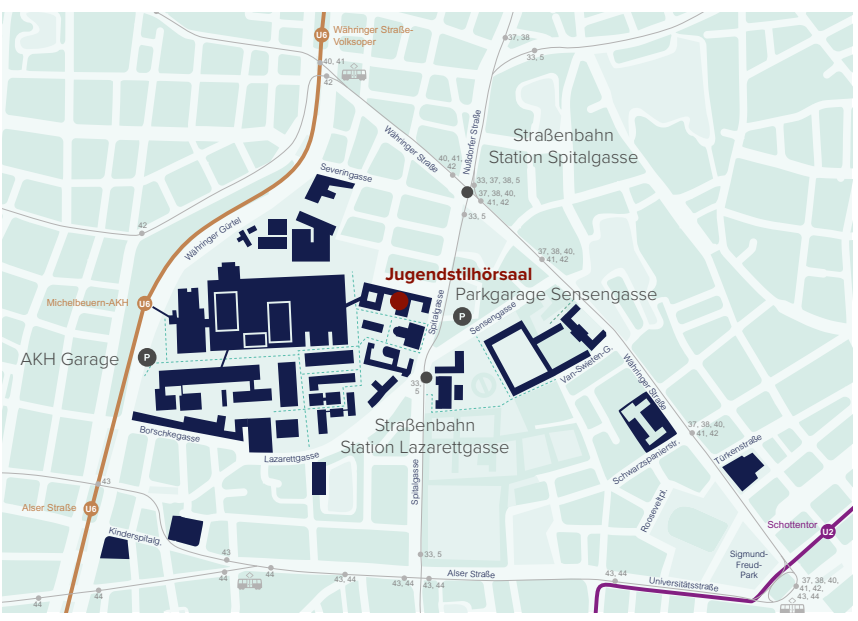 U6
Währinger Straße-
Volksoper
37, 38
33, 5
40, 41
42
Straßenbahn
Station Spitalgasse
Nußdorfer Straße
Währinger Straße
40, 41,
42
Severingasse
33, 37, 38, 5
37, 38, 40,
41, 42
33, 5
42
Währinger Gürtel
37, 38, 40,
41, 42
Jugendstilhörsaal
Parkgarage Sensengasse
Michelbeuern-AKH
U6
Spitalgasse
P
Sensengasse
AKH Garage
P
Van-Swieten-G.
Währinger Straße
33,
5
Straßenbahn
Station Lazarettgasse
Borschkegasse
Lazarettgasse
37, 38, 40,
41, 42
Türkenstraße
Schwarzspanierstr.
43
Spitalgasse
Rooseveltpl.
Alser Straße
U6
Schottentor
U2
Kinderspitalg.
43
33, 5
Sigmund-
Freud-
Park
44
44
43, 44
Alser Straße
43, 44
43, 44
Universitätsstraße
37, 38, 40,
41, 42,
43, 44
44
44